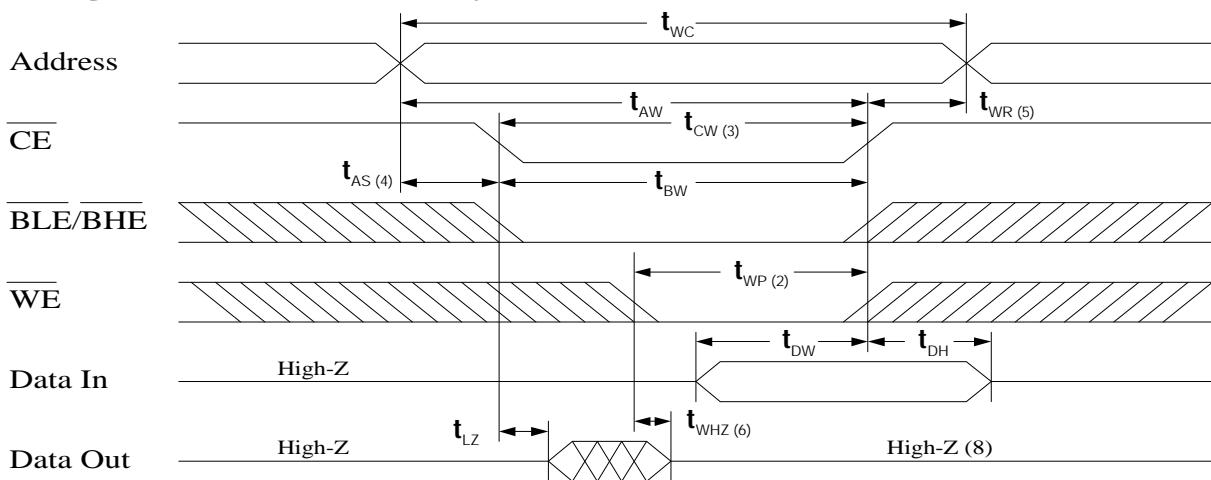 tWC
Address
tAW
tWR (5)
CE
tCW (3)
tAS (4)
tBW
BLE/BHE
tWP (2)
WE
tDW
tDH
Data In
High-Z
tLZ
tWHZ (6)
Data Out
High-Z
High-Z (8)